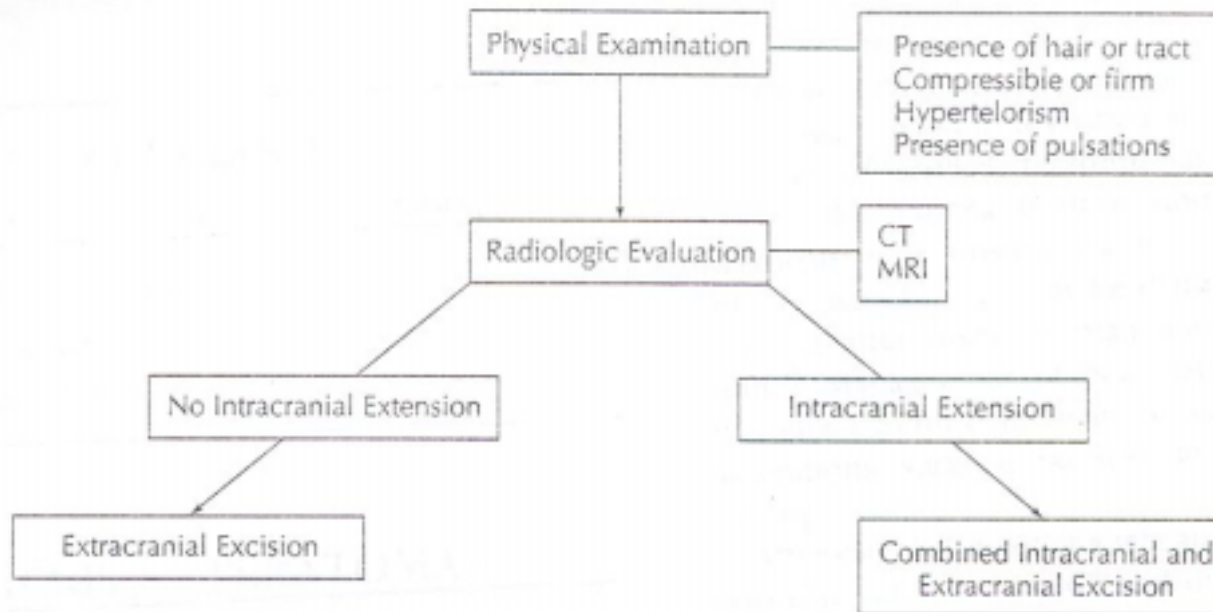 Physical Examination
Presence of hair or tract
Compressible or firm
Hypertelorism
Presence of pulsations
Radiologic Evaluation
CT
MRI
No Intracranial Extension
Intracranial Extension
Extracranial Excision
Combined Intracranial and
Extracranial Excision